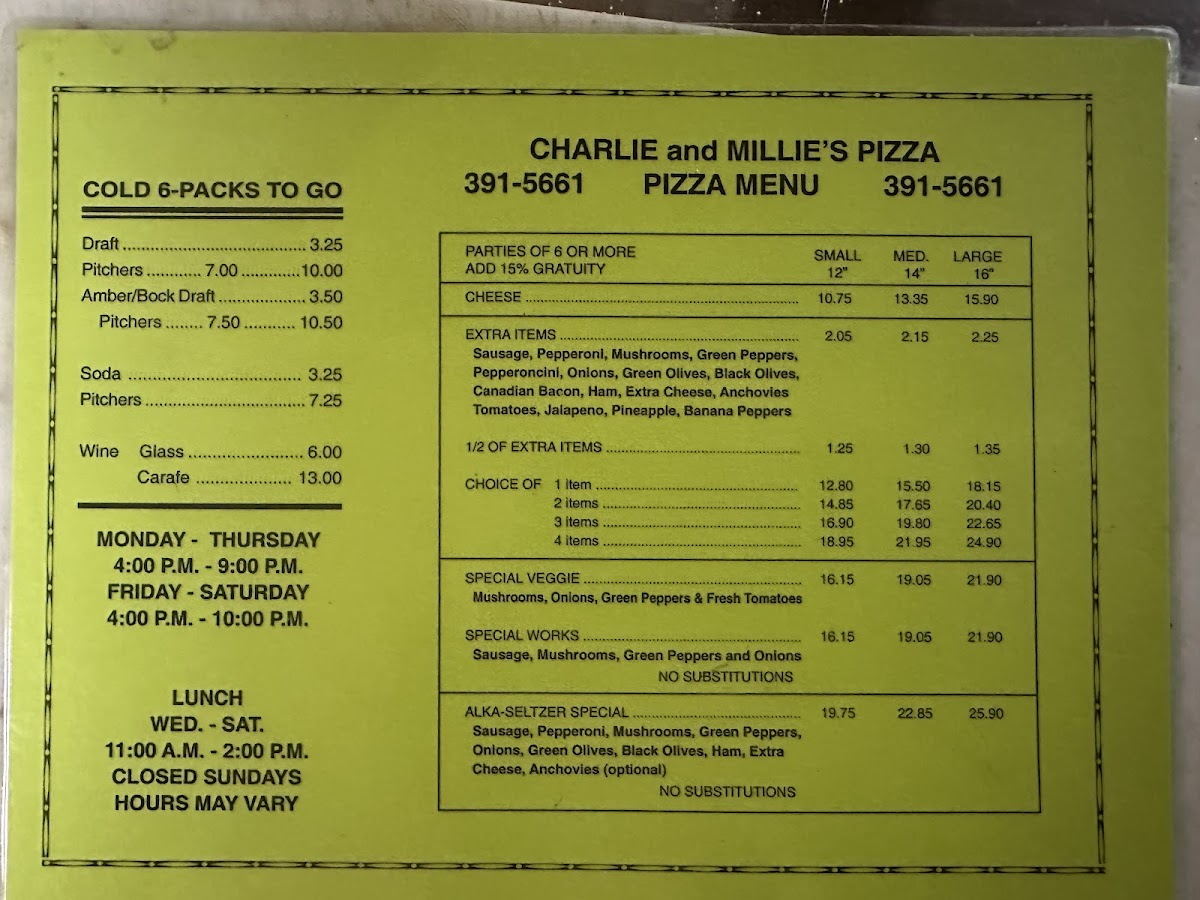 COLD 6-PACKS TO GO
Draft ..................................... 3.25
Pitchers ........... 7.00 ............ 10.00
Amber/Bock Draft .................. 3.50
Pitchers ........ 7.50 .......... 10.50
Soda ................................... 3.25
Pitchers ................................ 7.25
Wine Glass ....................... 6.00
Carafe ................... 13.00
MONDAY - THURSDAY
4:00 P.M. - 9:00 P.M.
FRIDAY - SATURDAY
4:00 P.M. - 10:00 P.M.
LUNCH
WED. - SAT.
11:00 A.M. - 2:00 P.M.
CLOSED SUNDAYS
HOURS MAY VARY
CHARLIE and MILLIE'S PIZZA
391-5661 PIZZA MENU 391-5661
PARTIES OF 6 OR MORE SMALL MED. LARGE
ADD 15% GRATUITY 12" 14" 16"
CHEESE ........................................ 10.75 13.35 15.90
EXTRA ITEMS ........................................ 2.05 2.15 2.25
Sausage, Pepperoni, Mushrooms, Green Peppers,
Pepperoncini, Onions, Green Olives, Black Olives,
Canadian Bacon, Ham, Extra Cheese, Anchovies
Tomatoes, Jalapeno, Pineapple, Banana Peppers
1/2 OF EXTRA ITEMS ........................................ 1.25 1.30 1.35
CHOICE OF 1 item ........................................ 12.80 15.50 18.15
2 items ........................................ 14.85 17.65 20.40
3 items ........................................ 16.90 19.80 22.65
4 items ........................................ 18.95 21.95 24.90
SPECIAL VEGGIE ........................................ 16.15 19.05 21.90
Mushrooms, Onions, Green Peppers & Fresh Tomatoes
SPECIAL WORKS ........................................ 16.15 19.05 21.90
Sausage, Mushrooms, Green Peppers and Onions
NO SUBSTITUTIONS
ALKA-SELTZER SPECIAL ........................................ 19.75 22.85 25.90
Sausage, Pepperoni, Mushrooms, Green Peppers,
Onions, Green Olives, Black Olives, Ham, Extra
Cheese, Anchovies (optional)
NO SUBSTITUTIONS